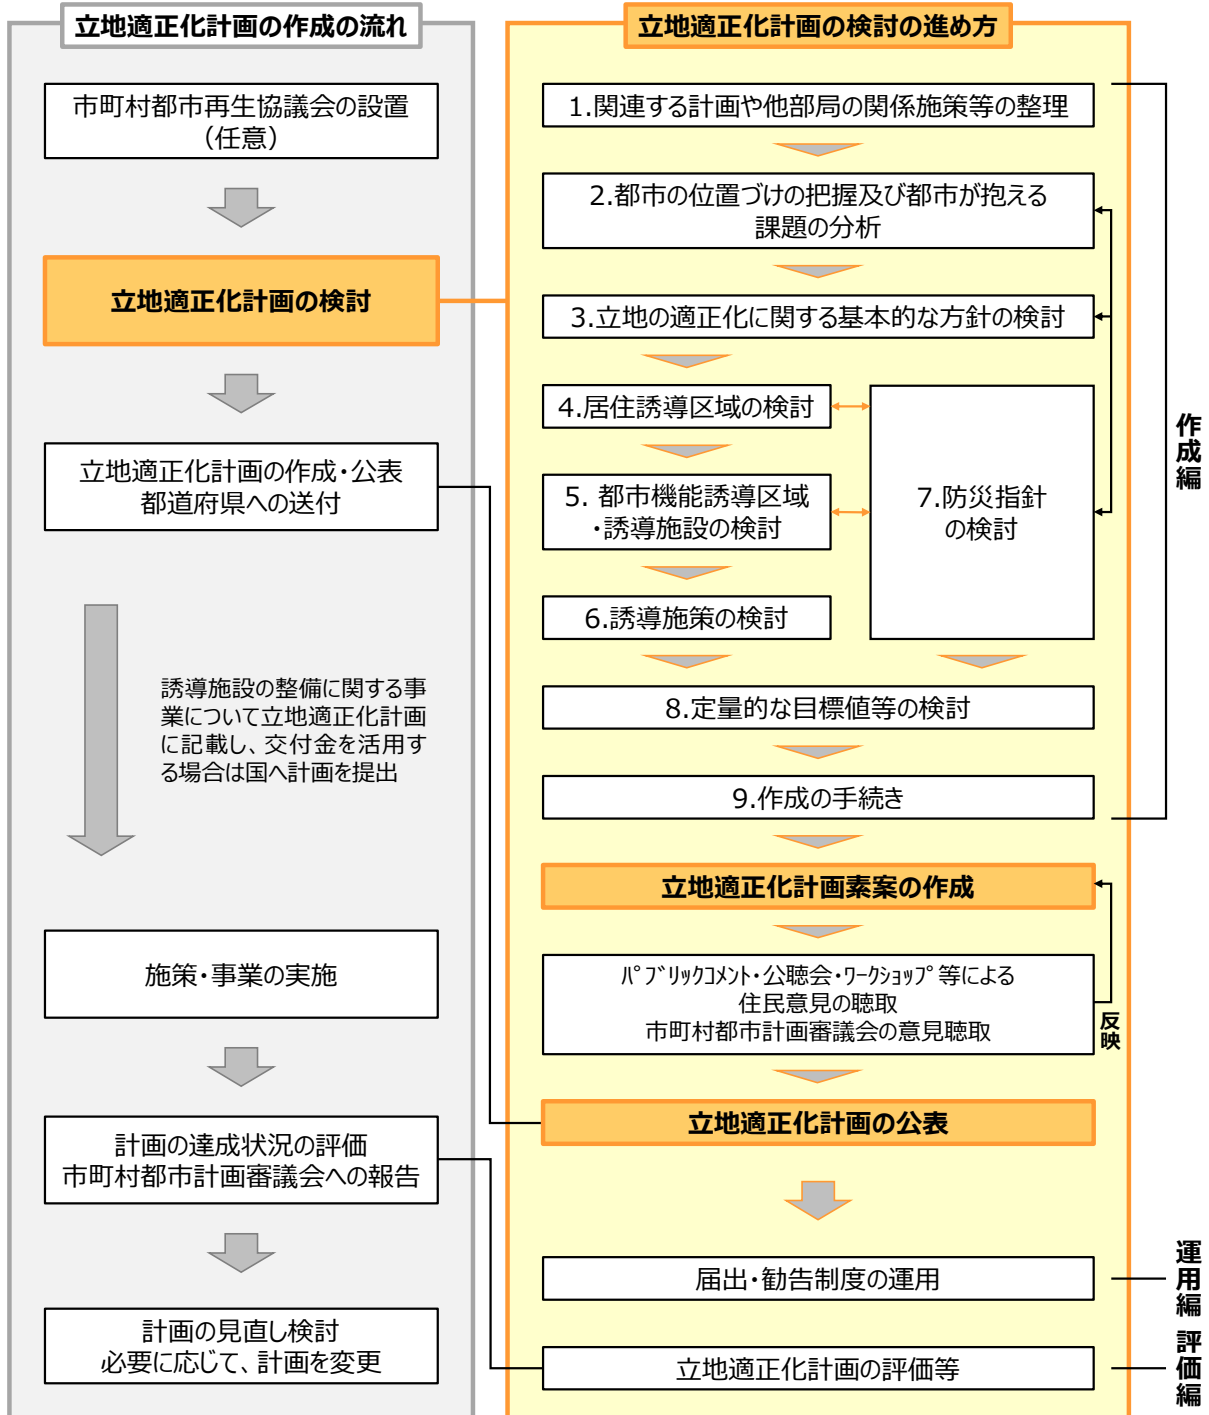 立地適正化計画の作成の流れ
市町村都市再生協議会の設置
（任意）
立地適正化計画の検討
立地適正化計画の作成・公表
都道府県への送付
誘導施設の整備に関する事
業について立地適正化計画
に記載し、交付金を活用す
る場合は国へ計画を提出
施策・事業の実施
計画の達成状況の評価
市町村都市計画審議会への報告
計画の見直し検討
必要に応じて、計画を変更
立地適正化計画の検討の進め方
1.関連する計画や他部局の関係施策等の整理
2.都市の位置づけの把握及び都市が抱える
課題の分析
3.立地の適正化に関する基本的な方針の検討
4.居住誘導区域の検討
5. 都市機能誘導区域
・誘導施設の検討
6.誘導施策の検討
7.防災指針
の検討
8.定量的な目標値等の検討
9.作成の手続き
立地適正化計画素案の作成
ﾊﾟﾌﾞﾘｯｸｺﾒﾝﾄ・公聴会・ﾜｰｸｼｮｯﾌﾟ等による
住民意見の聴取
市町村都市計画審議会の意見聴取
反映
立地適正化計画の公表
届出・勧告制度の運用
立地適正化計画の評価等
作成編
運用編
評価編